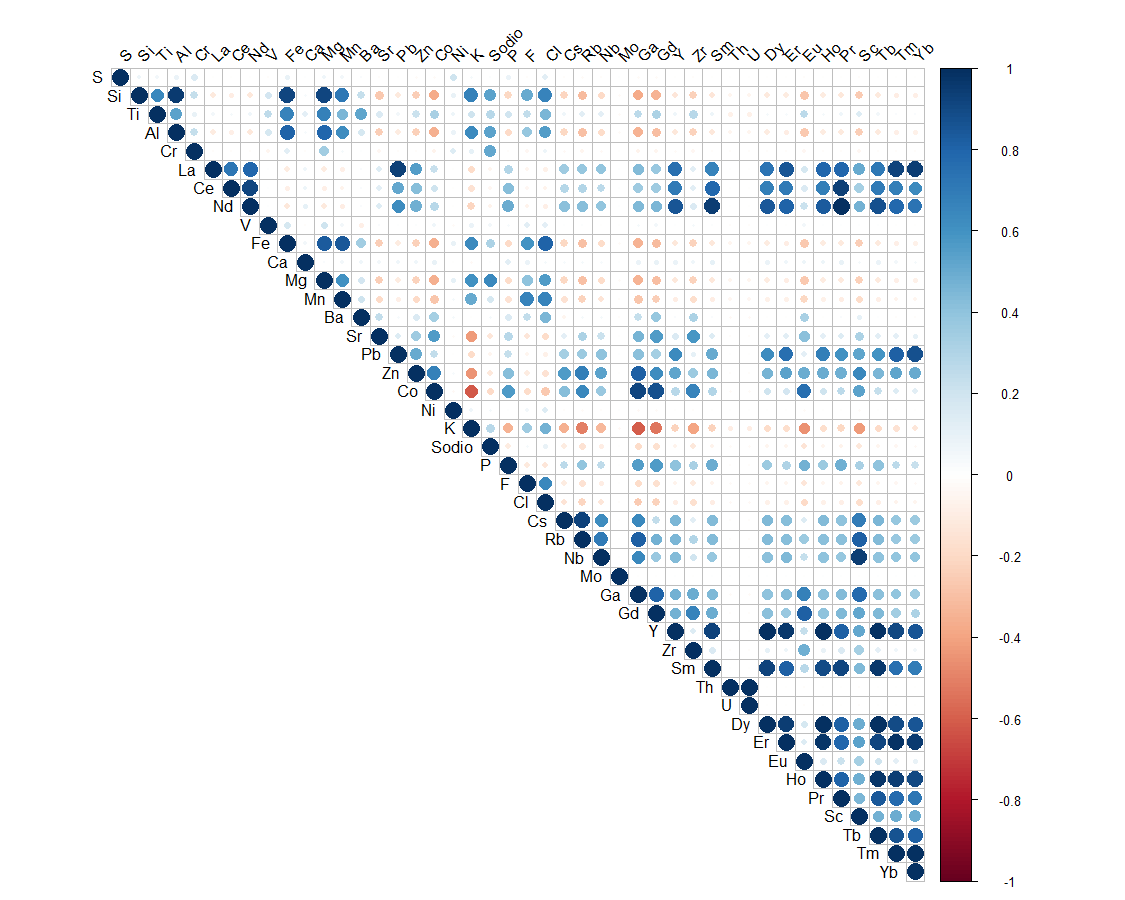 S Si Ti Al Cr La Ce Nd V Fe Ca Mg Mn Ba Sr Pb Zn Co Ni K Sodio P F Cl Cs Rb Nb Mo Ga Gd Y Zr Sm Th U Dy Er Eu Ho Pr Sc Tb Tm Yb
S
Si
Ti
Al
Cr
La
Ce
Nd
V
Fe
Ca
Mg
Mn
Ba
Sr
Pb
Zn
Co
Ni
K
Sodio
P
F
Cl
Cs
Rb
Nb
Mo
Ga
Gd
Y
Zr
Sm
Th
U
Dy
Er
Eu
Ho
Pr
Sc
Tb
Tm
Yb
1
0.8
0.6
0.4
0.2
0
-0.2
-0.4
-0.6
-0.8
-1